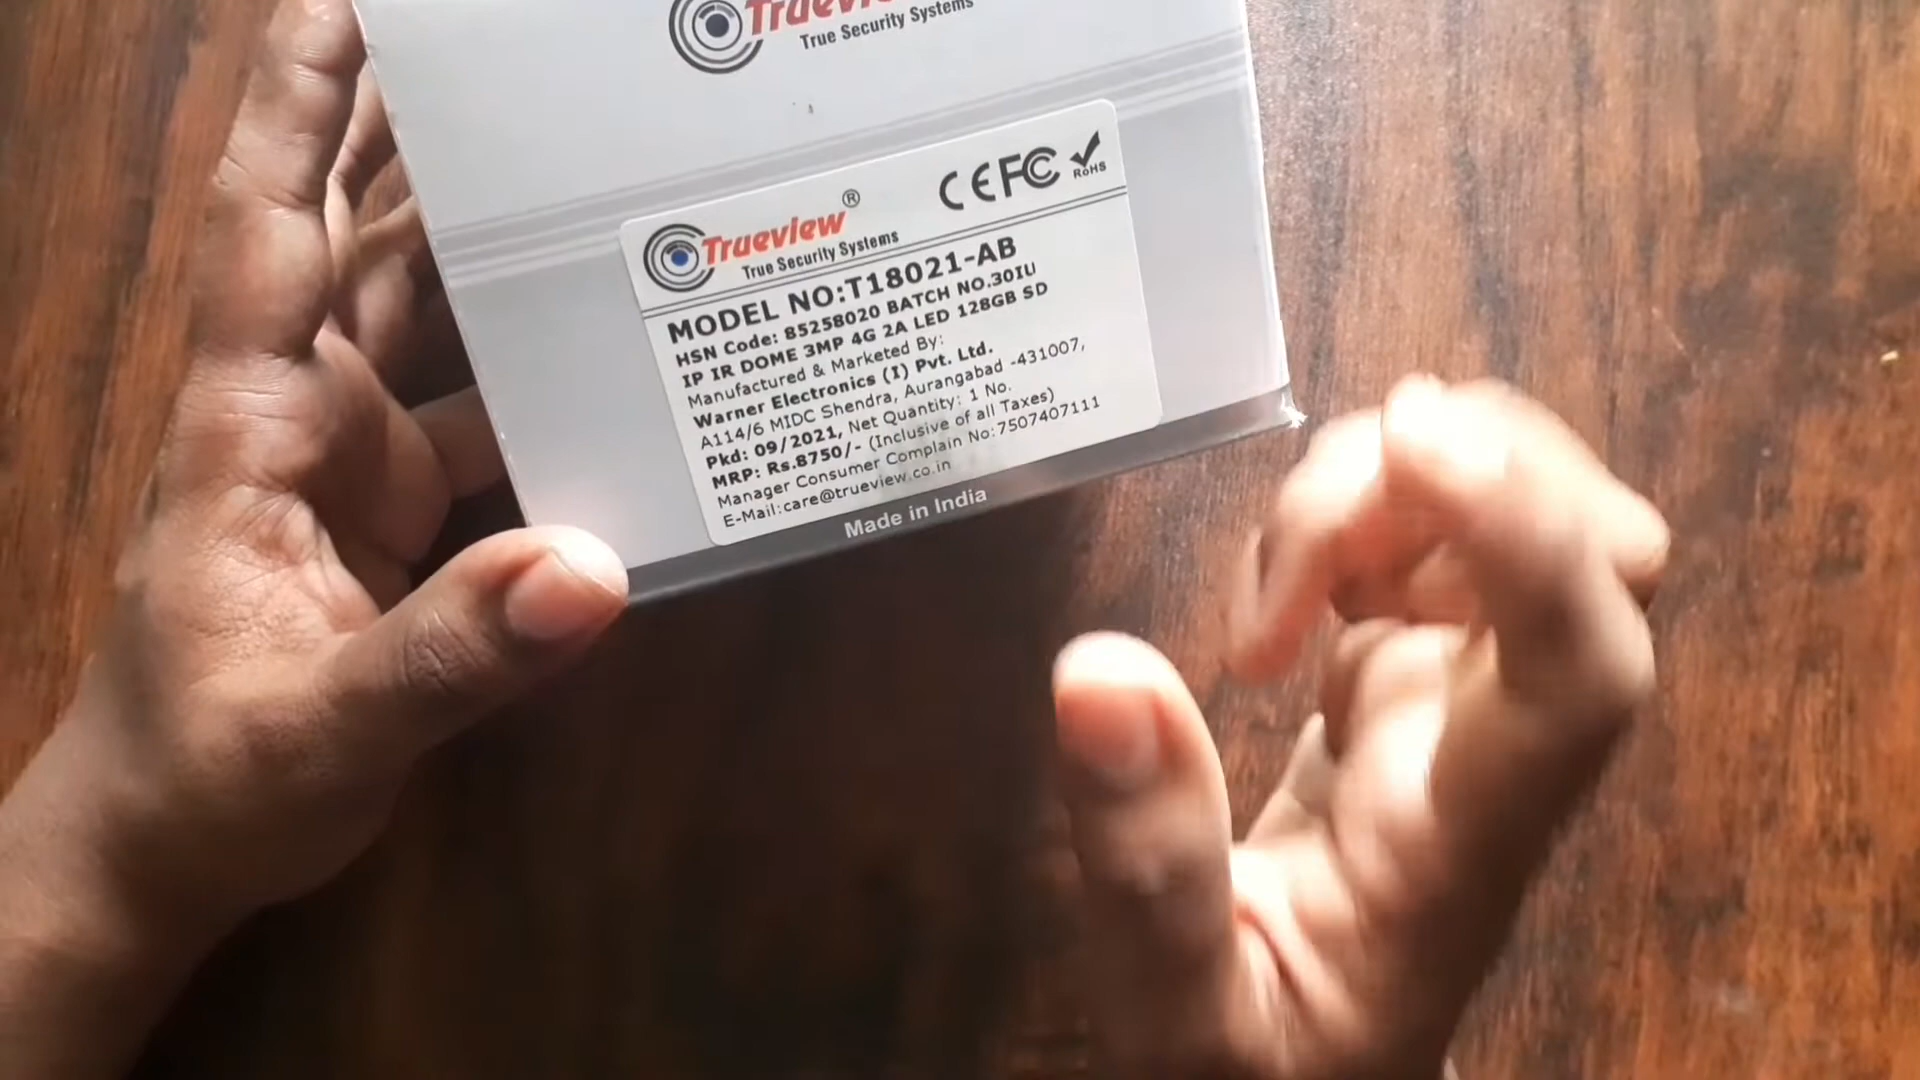 Trueview
True Security Systems
CE FC RoHS
Trueview®
True Security Systems
MODEL NO:T18021-AB
HSN Code: 85258020 BATCH NO.30IU
IP IR DOME 3MP 4G 2A LED 128GB SD
Manufactured & Marketed By:
Warner Electronics (I) Pvt. Ltd.
A114/6 MIDC Shendra, Aurangabad -431007,
Pkd: 09/2021, Net Quantity: 1 No.
MRP: Rs.8750/- (Inclusive of all Taxes)
Manager Consumer Complain No:7507407111
E-Mail:care@trueview.co.in
Made in India